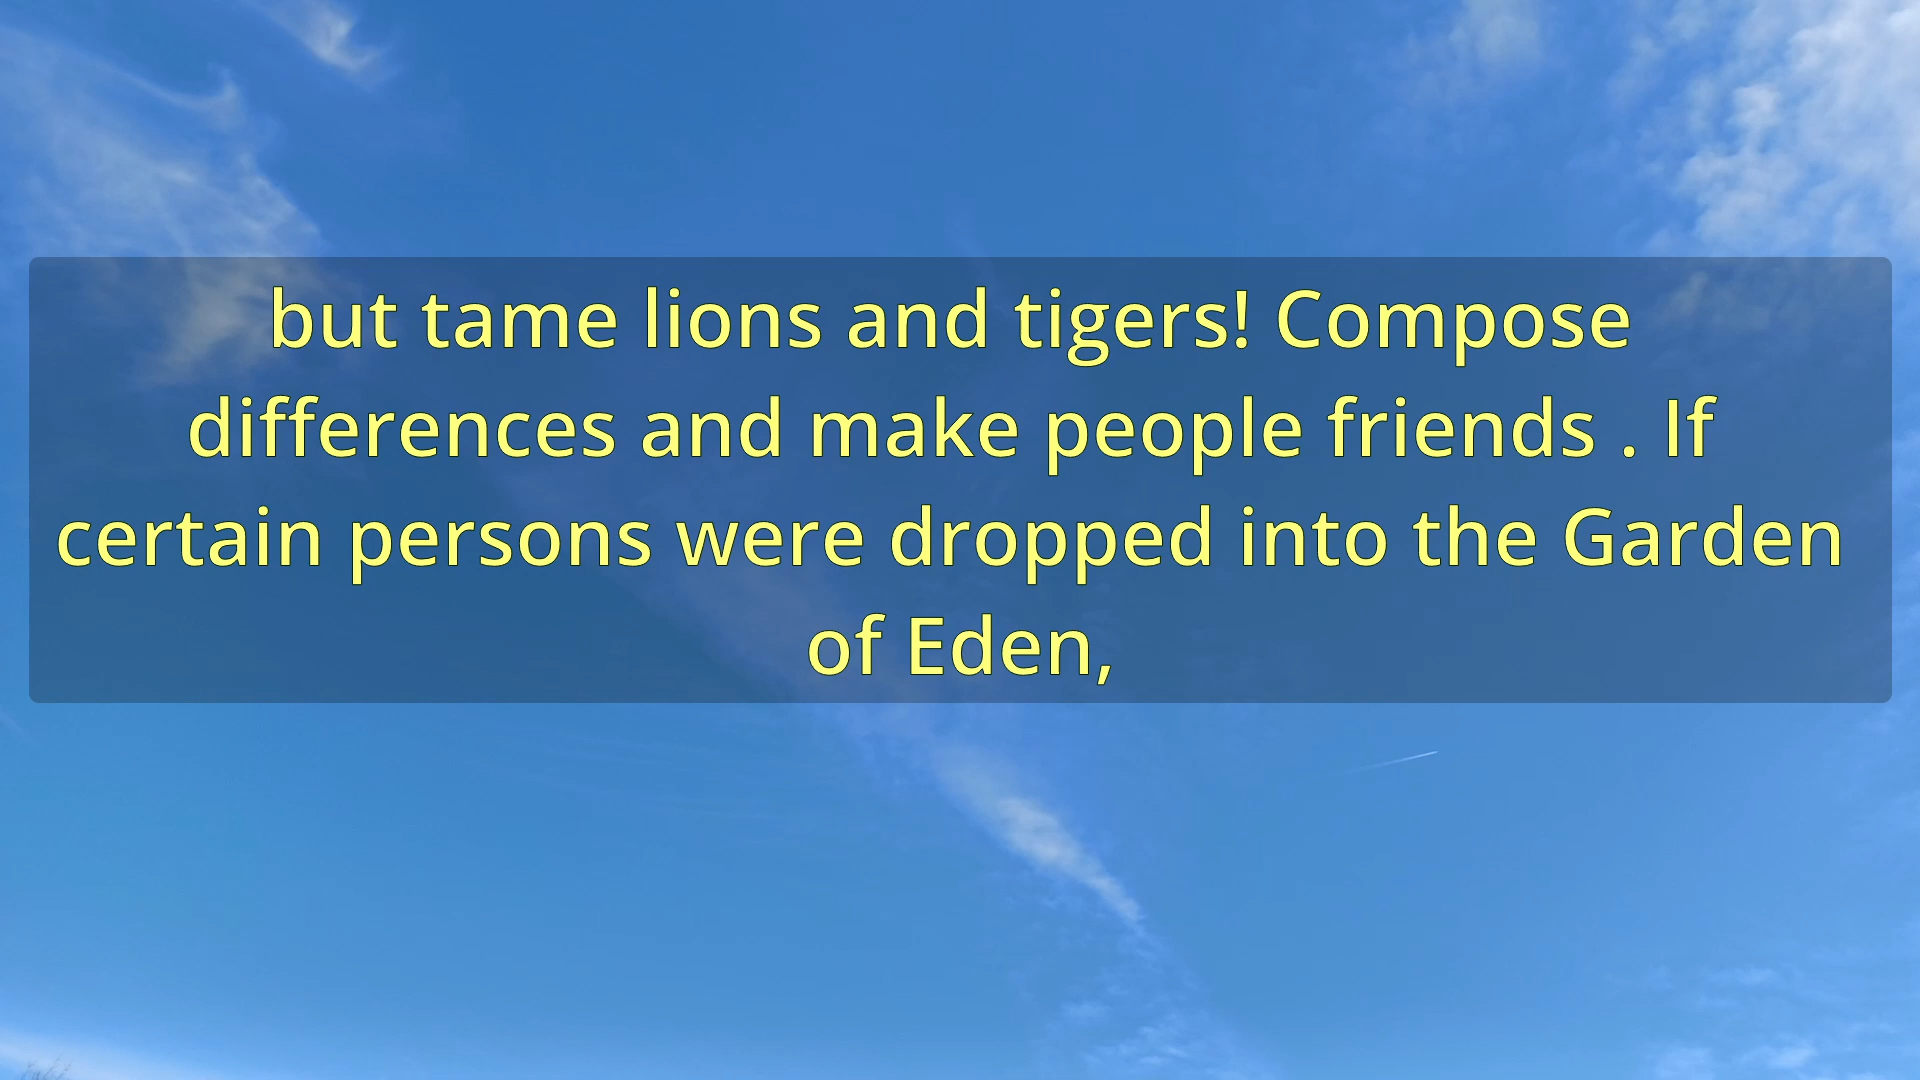 but tame lions and tigers! Compose
differences and make people friends . If
certain persons were dropped into the Garden
of Eden,